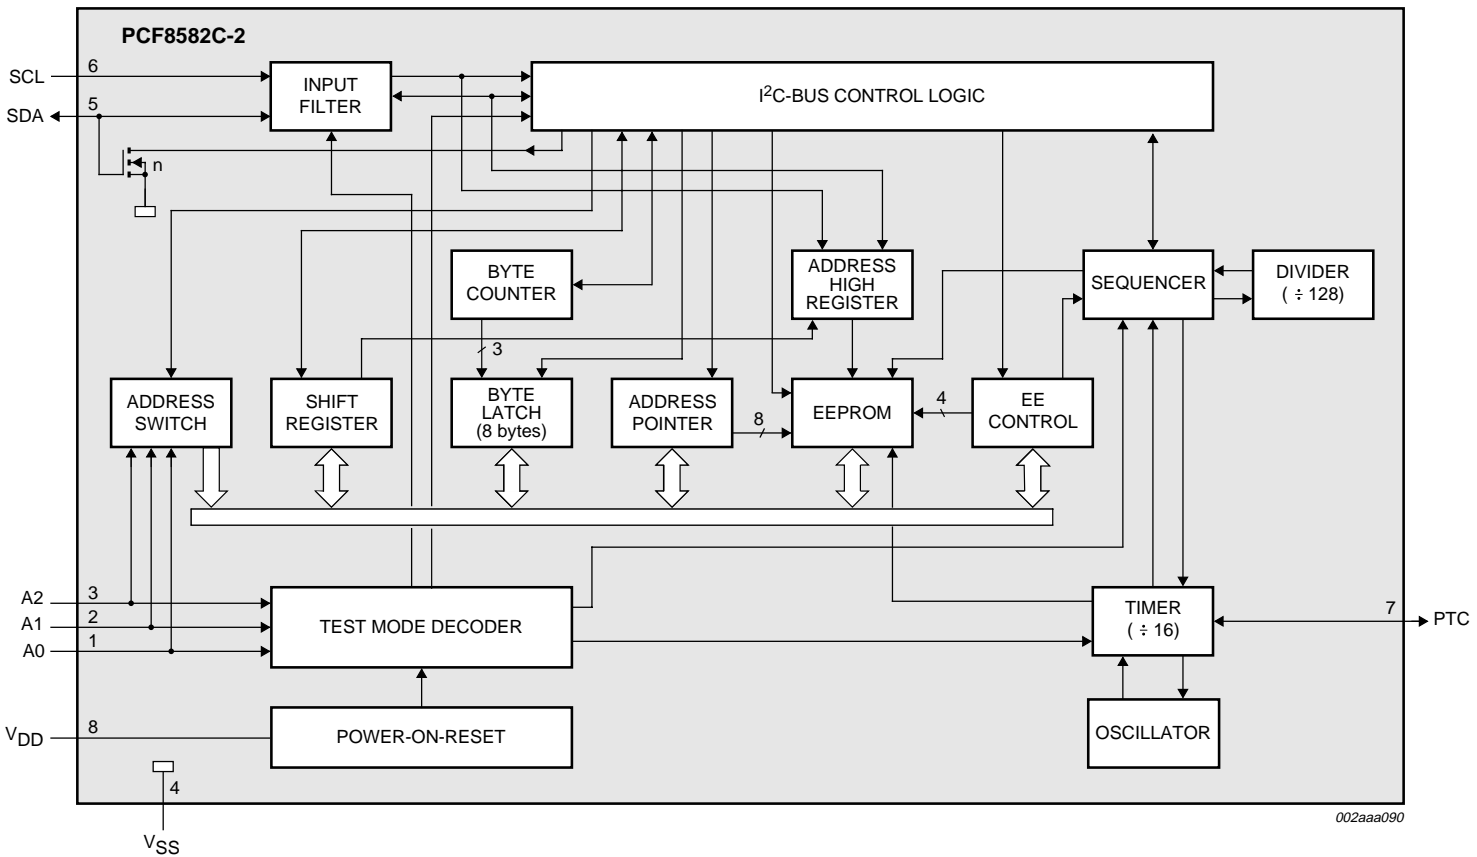 PCF8582C-2
SCL
6
SDA
5
INPUT
FILTER
I2C-BUS CONTROL LOGIC
n
BYTE
COUNTER
ADDRESS
HIGH
REGISTER
SEQUENCER
DIVIDER
( ÷ 128)
3
ADDRESS
SWITCH
SHIFT
REGISTER
BYTE
LATCH
(8 bytes)
ADDRESS
POINTER
8
EEPROM
4
EE
CONTROL
A2
3
A1
2
A0
1
TEST MODE DECODER
TIMER
( ÷ 16)
7
PTC
VDD
8
POWER-ON-RESET
OSCILLATOR
4
VSS
002aaa090